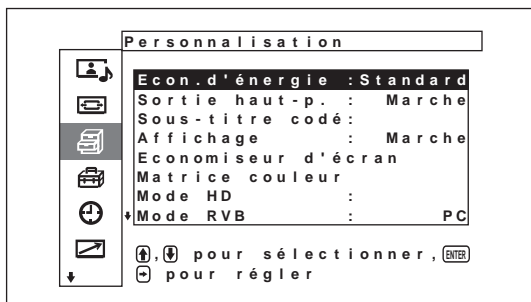 Personnalisation
Econ.d'énergie :Standard
Sortie haut-p. : Marche
Sous-titre codé:
Affichage : Marche
Economiseur d'écran
Matrice couleur
Mode HD :
Mode RVB : PC
, pour sélectionner, ENTER
pour régler